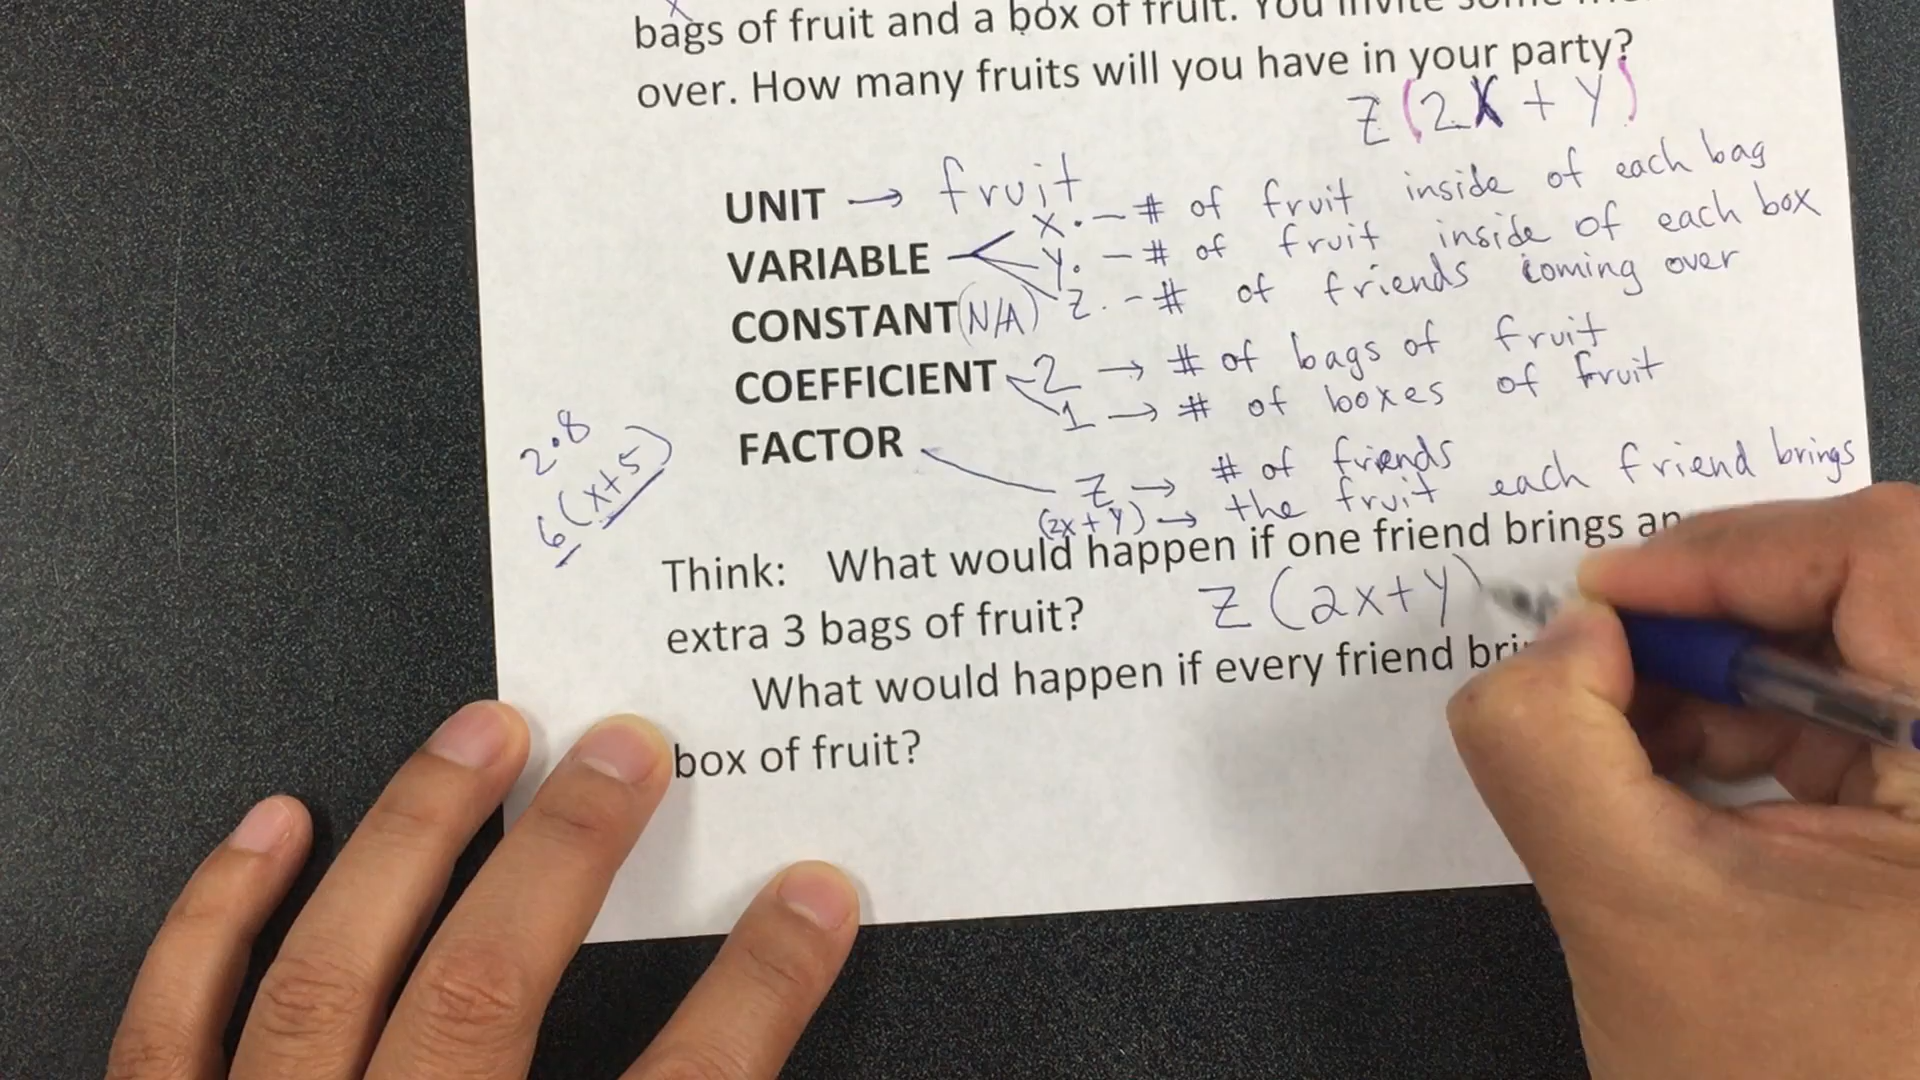 bags of fruit and a box of fruit. You invite some
over. How many fruits will you have in your party?
z(2x + y)
UNIT → fruit
VARIABLE x. - # of fruit inside of each bag
y. - # of fruit inside of each box
z. - # of friends coming over
CONSTANT (N/A)
COEFFICIENT 2 → # of bags of fruit
1 → # of boxes of fruit
2.8
6(x+5)
FACTOR z → # of friends
(2x+y) → the fruit each friend brings
Think: What would happen if one friend brings an
extra 3 bags of fruit? z(2x+y)
What would happen if every friend
box of fruit?